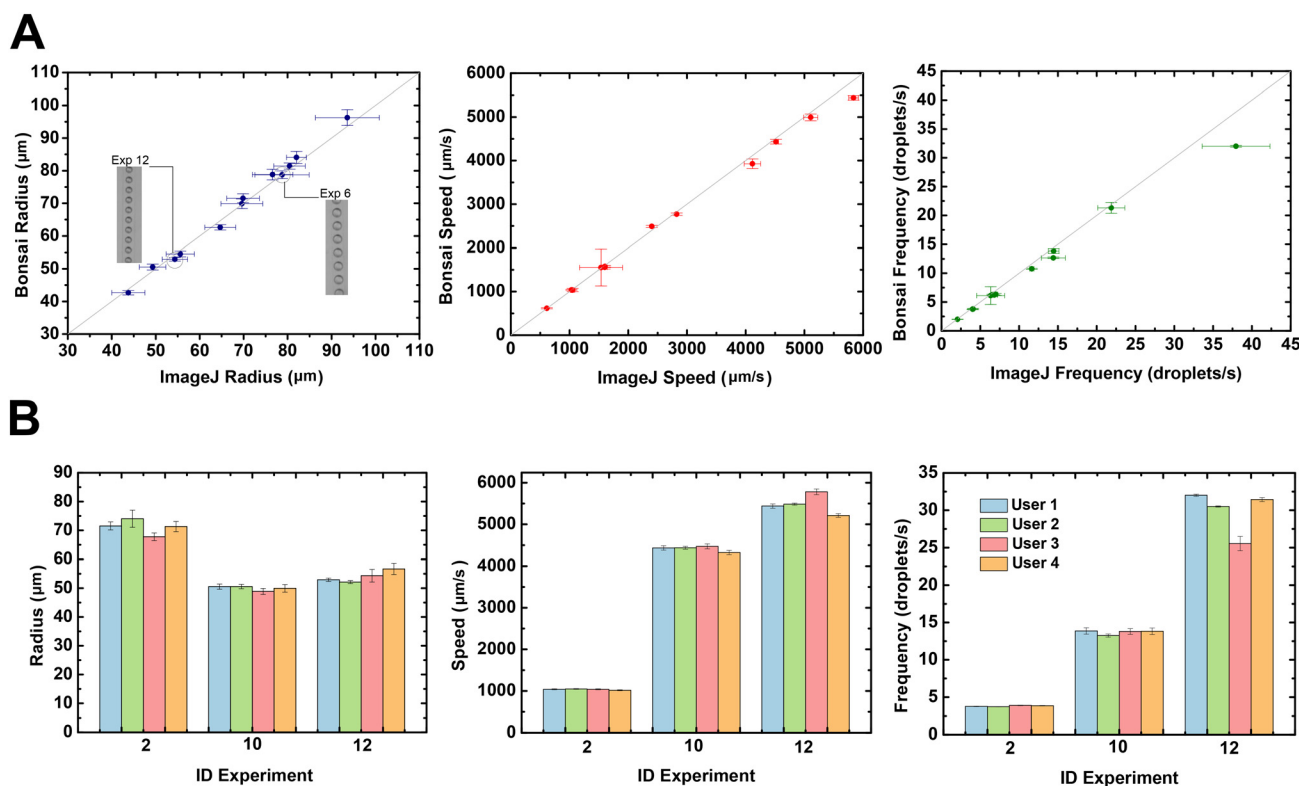 A
110
100
90
80
70
60
50
40
30
Bonsai Radius (µm)
Exp 12
Exp 6
30 40 50 60 70 80 90 100 110
ImageJ Radius (µm)
6000
5000
4000
3000
2000
1000
0
Bonsai Speed (µm/s)
0 1000 2000 3000 4000 5000 6000
ImageJ Speed (µm/s)
45
40
35
30
25
20
15
10
5
0
Bonsai Frequency (droplets/s)
0 5 10 15 20 25 30 35 40 45
ImageJ Frequency (droplets/s)
B
90
80
70
60
50
40
30
20
10
0
Radius (µm)
2 10 12
ID Experiment
6000
5000
4000
3000
2000
1000
0
Speed (µm/s)
2 10 12
ID Experiment
35
30
25
20
15
10
5
0
Frequency (droplets/s)
User 1
User 2
User 3
User 4
2 10 12
ID Experiment